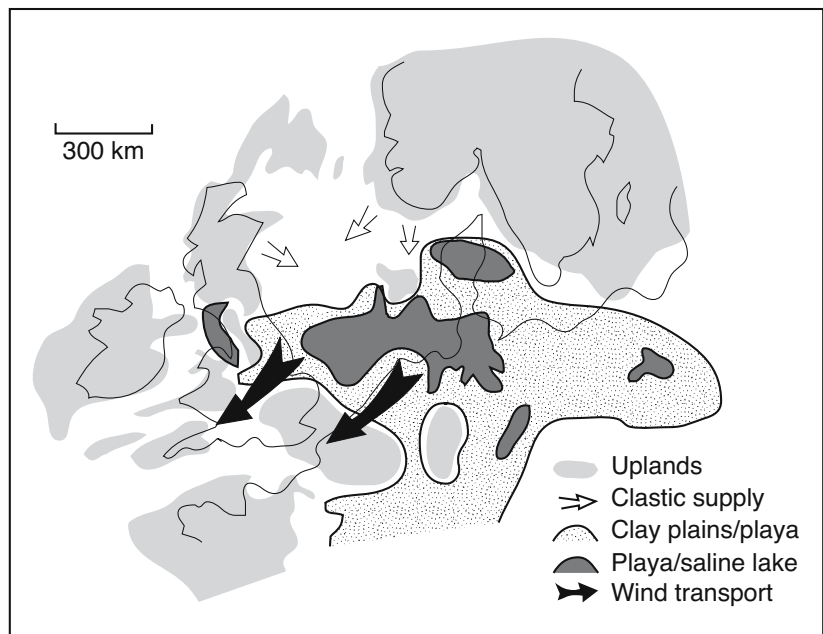 300 km
Uplands
Clastic supply
Clay plains/playa
Playa/saline lake
Wind transport